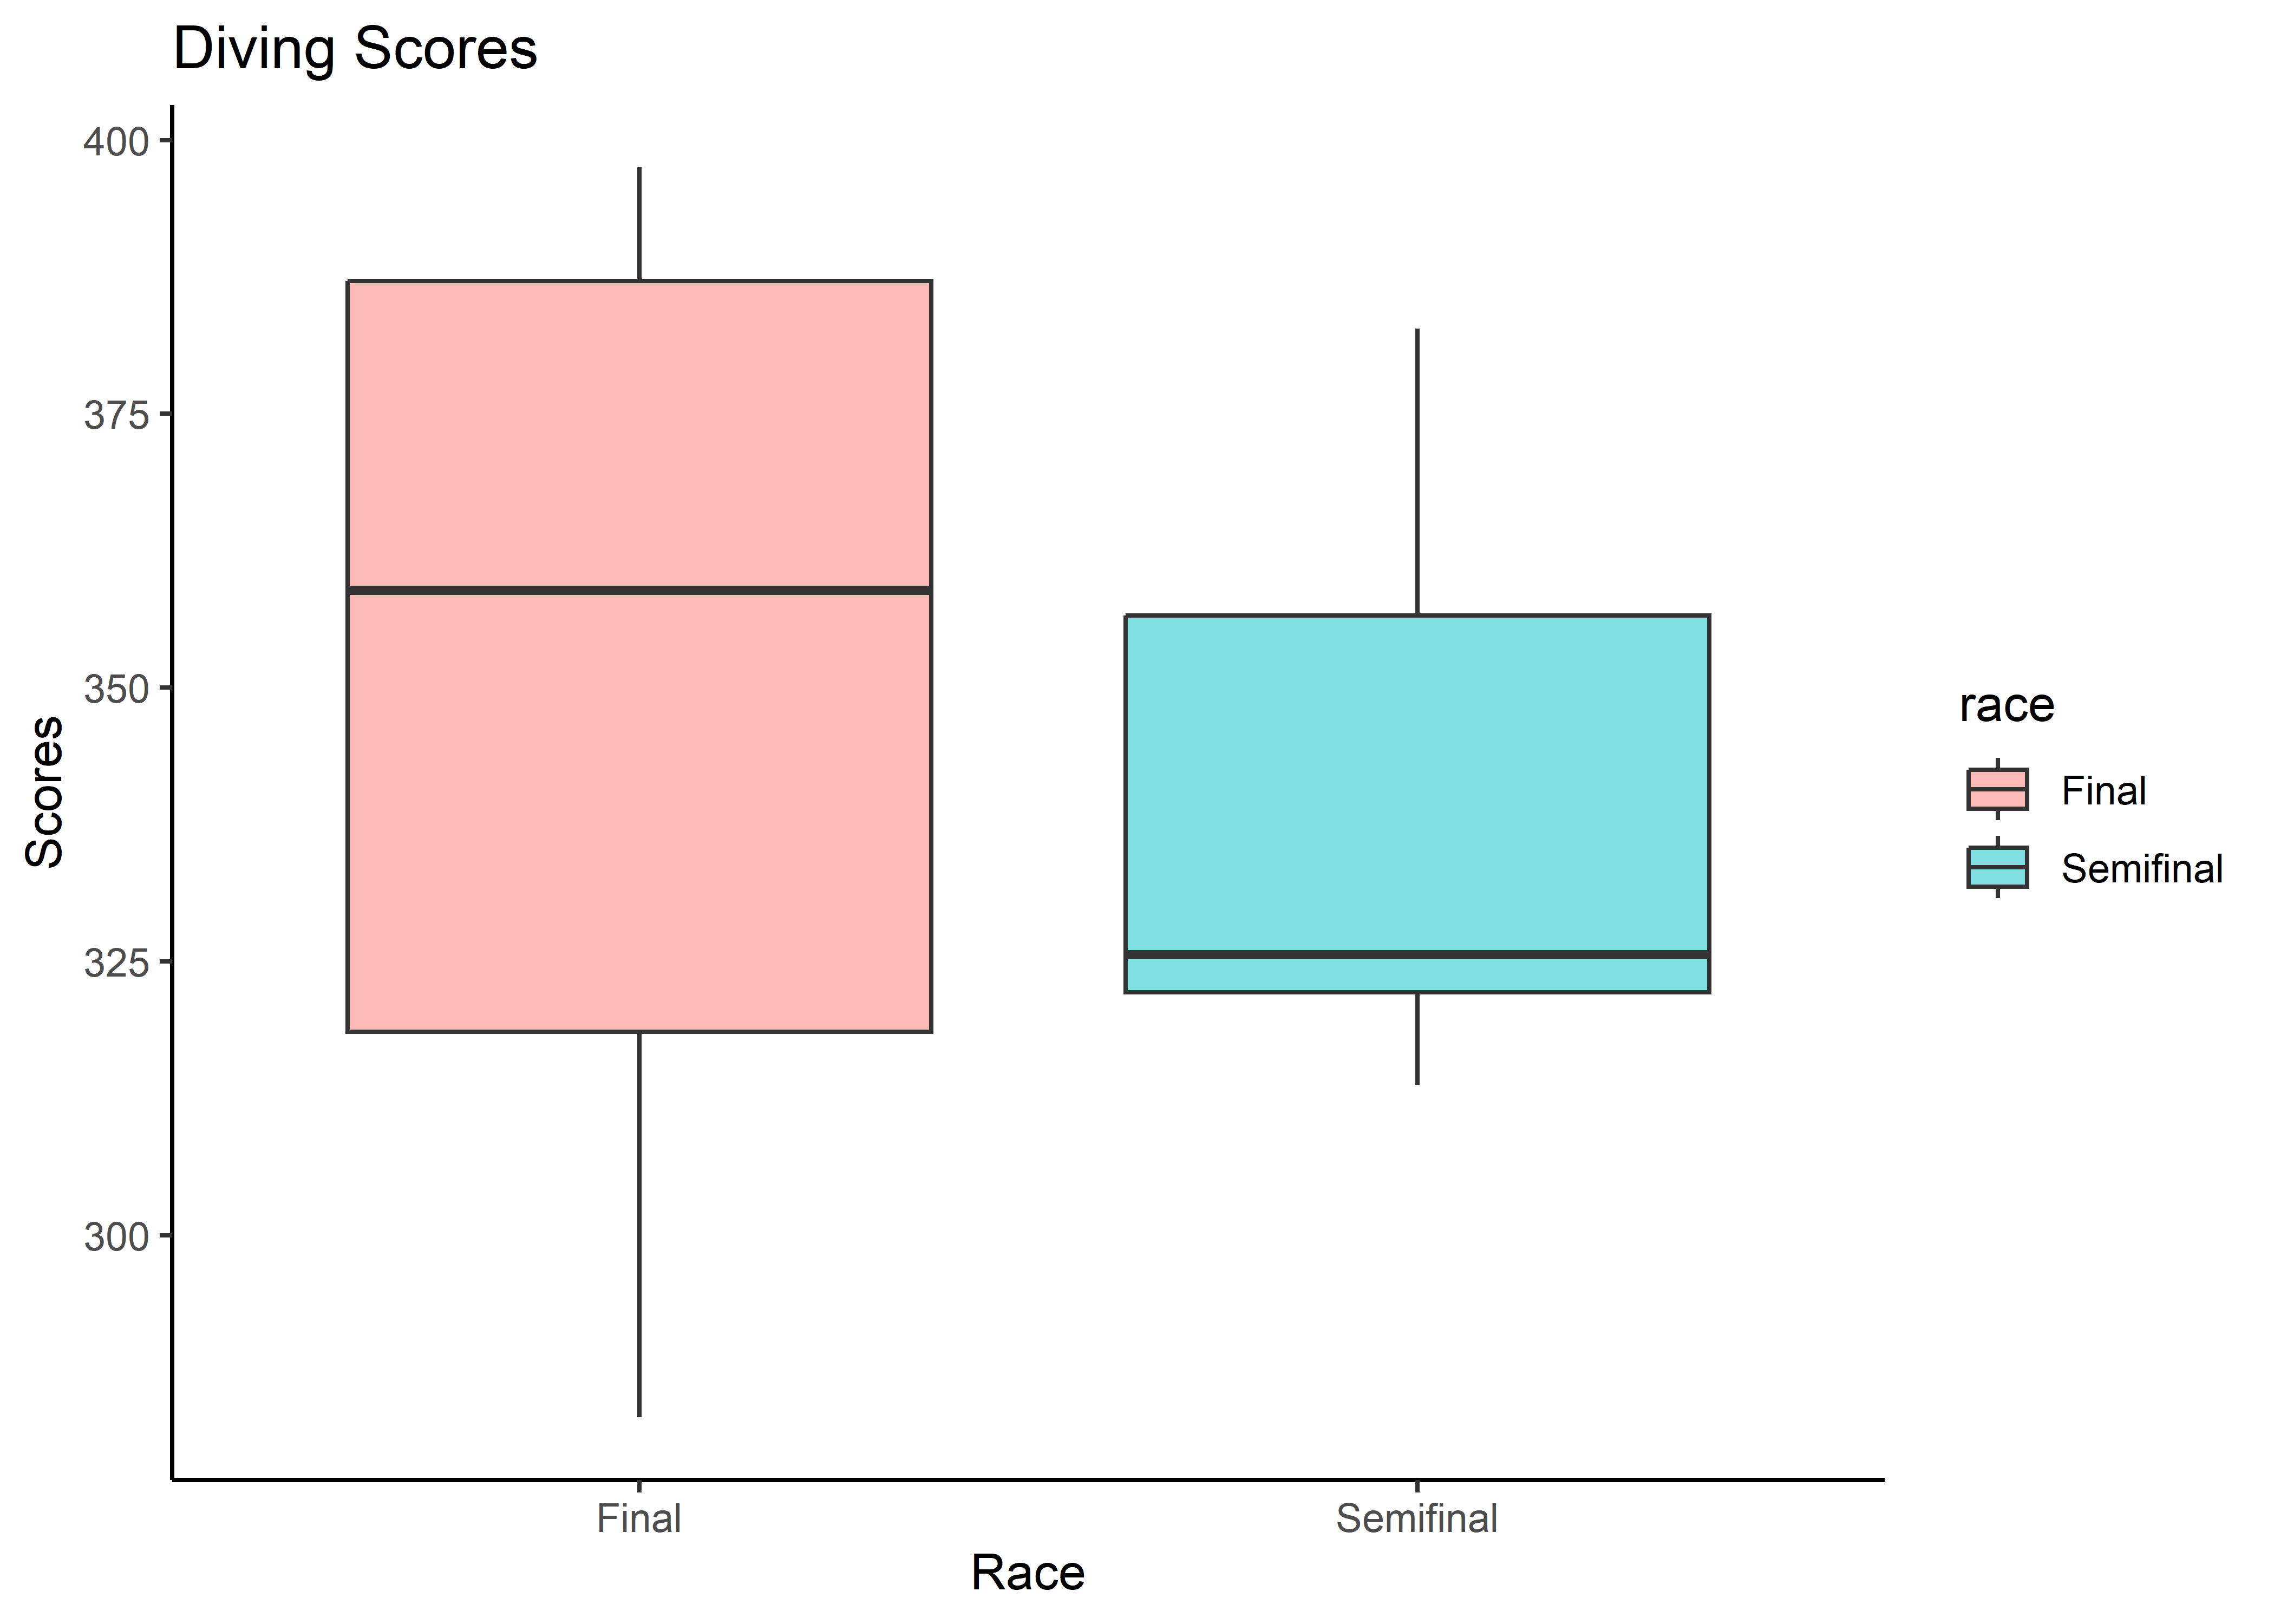 Diving Scores
400
375
350
325
300
Scores
Final
Semifinal
Race
race
Final
Semifinal